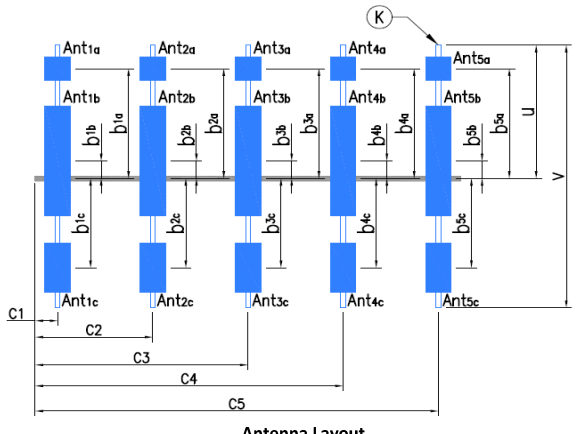 K
Ant1a Ant2a Ant3a Ant4a Ant5a
Ant1b Ant2b Ant3b Ant4b Ant5b
b1b b1a b2b b2a b3b b3a b4b b4a b5b b5a u
v
b1c b2c b3c b4c b5c
Ant1c Ant2c Ant3c Ant4c Ant5c
C1
C2
C3
C4
C5
Antenna Layout